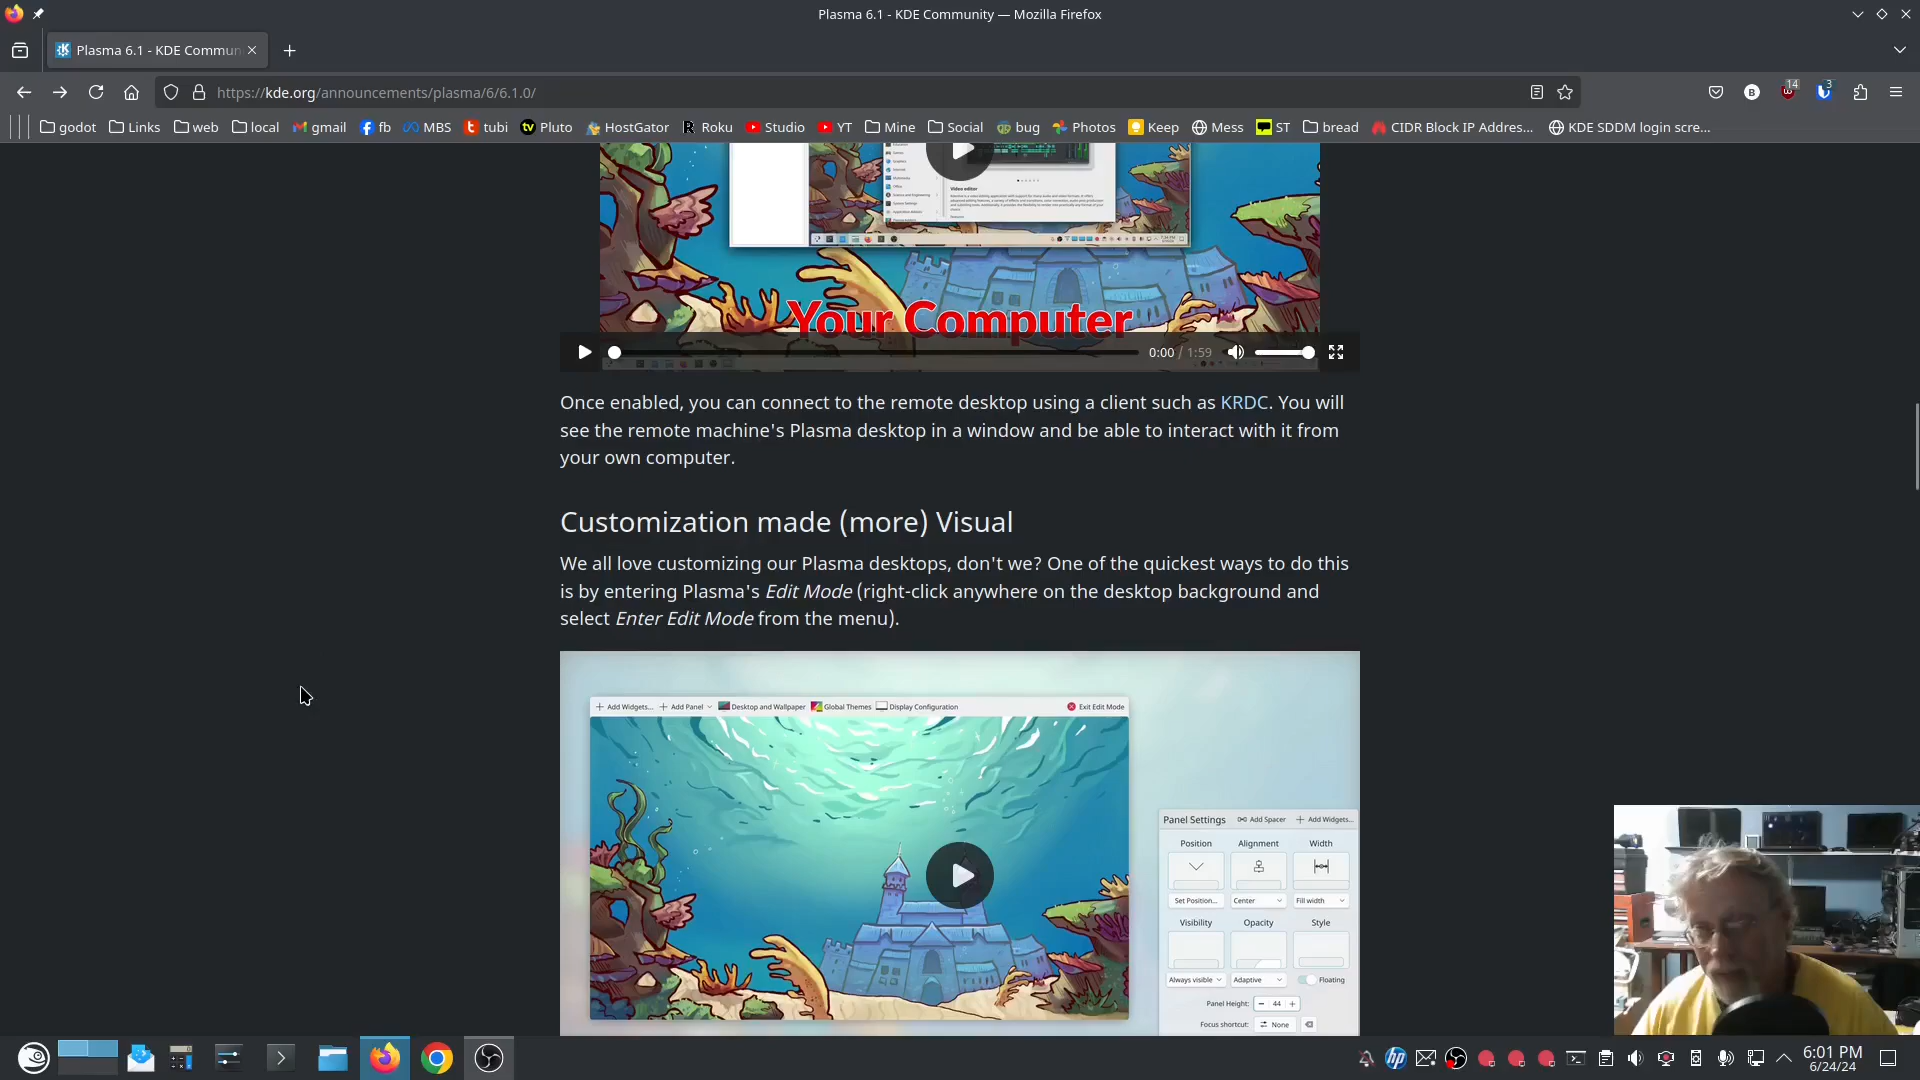 Plasma 6.1 - KDE Community — Mozilla Firefox
Plasma 6.1 - KDE Commun
https://kde.org/announcements/plasma/6/6.1.0/
14
3
B
godot Links web local gmail fb MBS tubi Pluto HostGator Roku Studio YT Mine Social bug Photos Keep Mess ST bread CIDR Block IP Addres... KDE SDDM login scre...
Video editor
Your Computer
0:00 / 1:59
Once enabled, you can connect to the remote desktop using a client such as KRDC. You will
see the remote machine's Plasma desktop in a window and be able to interact with it from
your own computer.
Customization made (more) Visual
We all love customizing our Plasma desktops, don't we? One of the quickest ways to do this
is by entering Plasma's Edit Mode (right-click anywhere on the desktop background and
select Enter Edit Mode from the menu).
Add Widgets... Add Panel Desktop and Wallpaper Global Themes Display Configuration Exit Edit Mode
Panel Settings Add Spacer Add Widgets...
Position Alignment Width
Set Position... Center Fill width
Visibility Opacity Style
Always visible Adaptive Floating
Panel Height: 44
Focus shortcut: None
6:01 PM
6/24/24